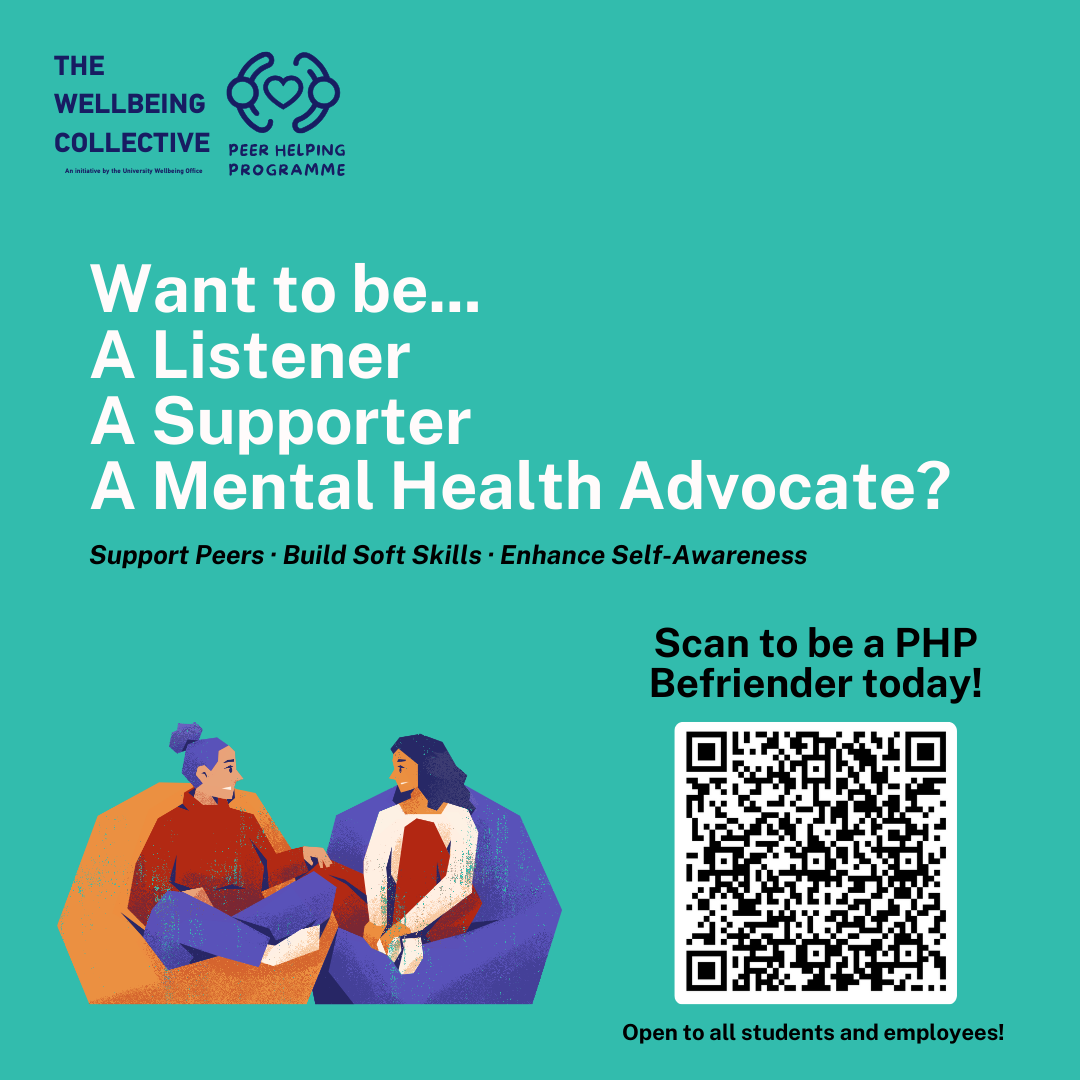 THE
WELLBEING
COLLECTIVE
An initiative by the University Wellbeing Office
PEER HELPING
PROGRAMME
Want to be...
A Listener
A Supporter
A Mental Health Advocate?
Support Peers · Build Soft Skills · Enhance Self-Awareness
Scan to be a PHP
Befriender today!
Open to all students and employees!